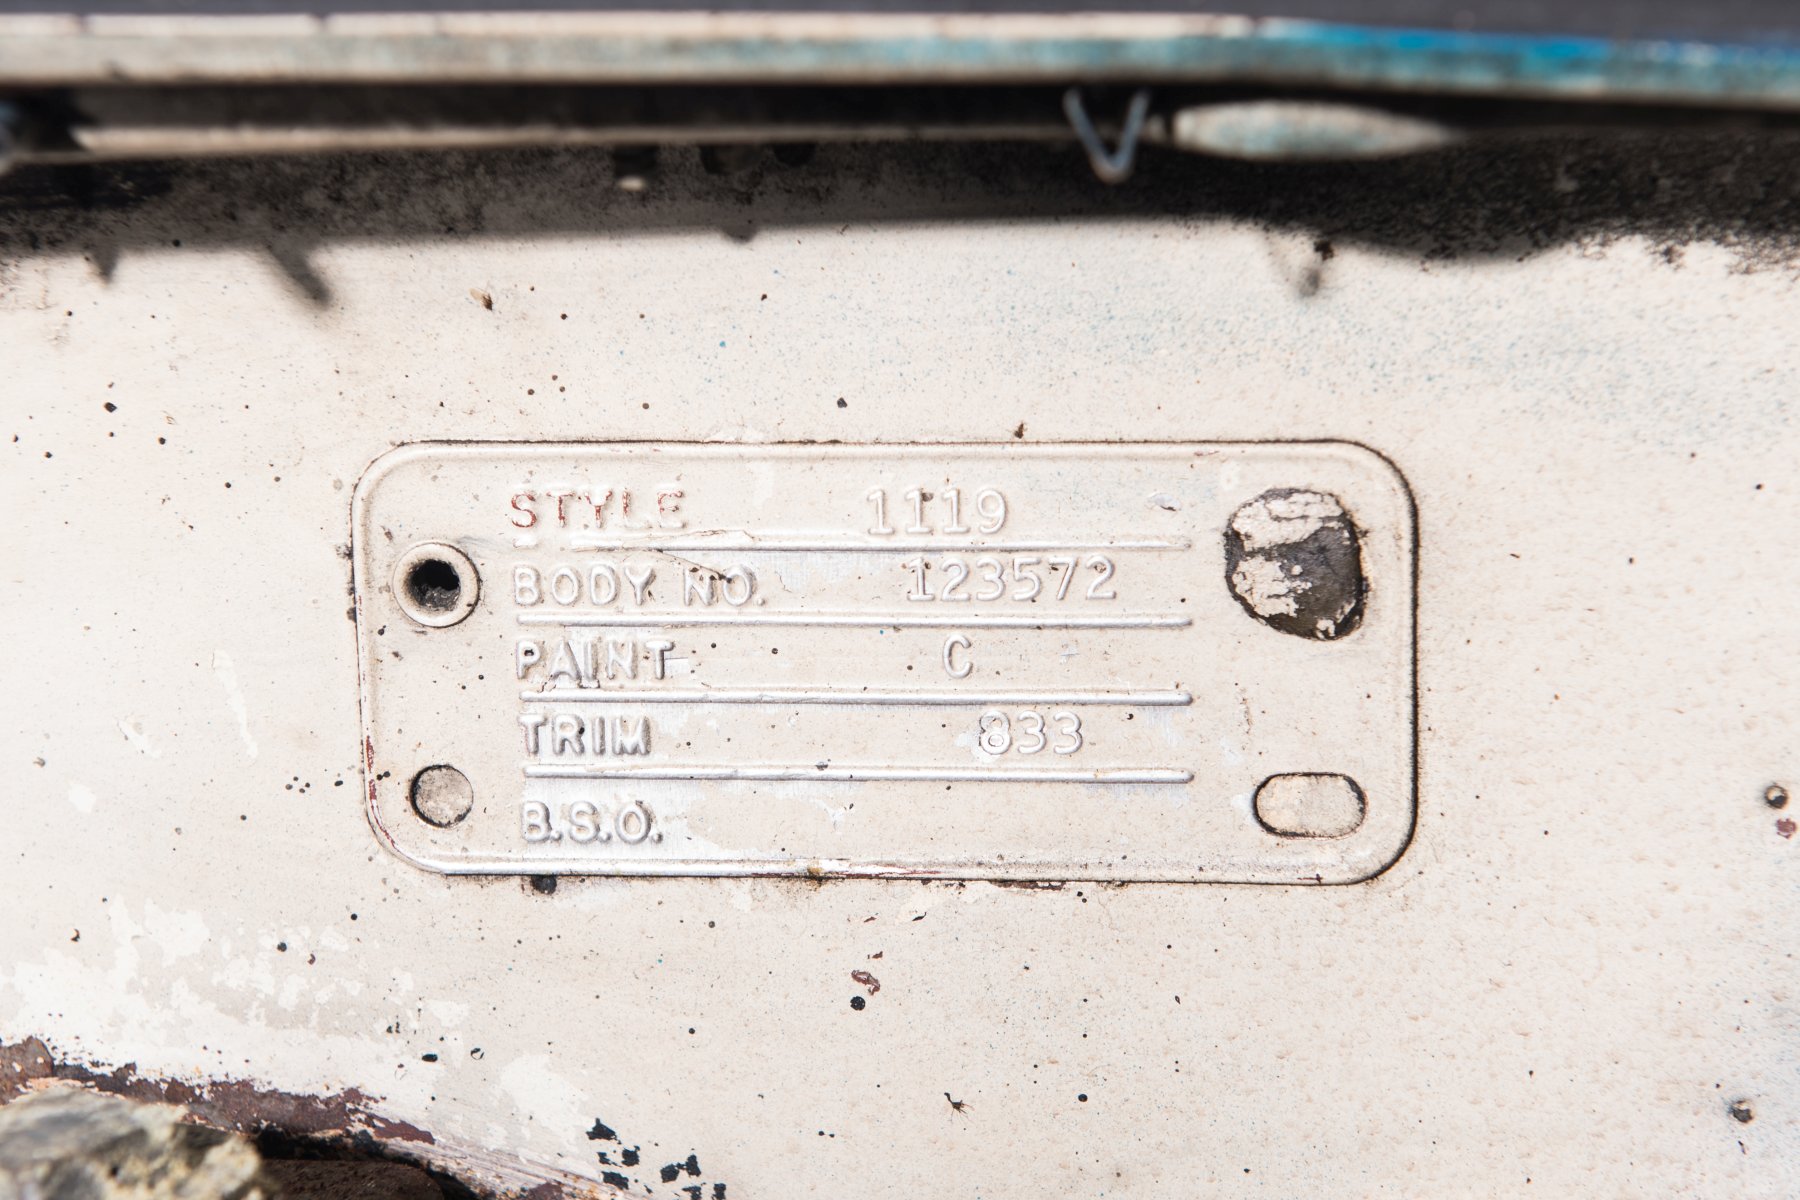 STYLE 1119
BODY NO. 123572
PAINT C
TRIM 833
B.S.O.